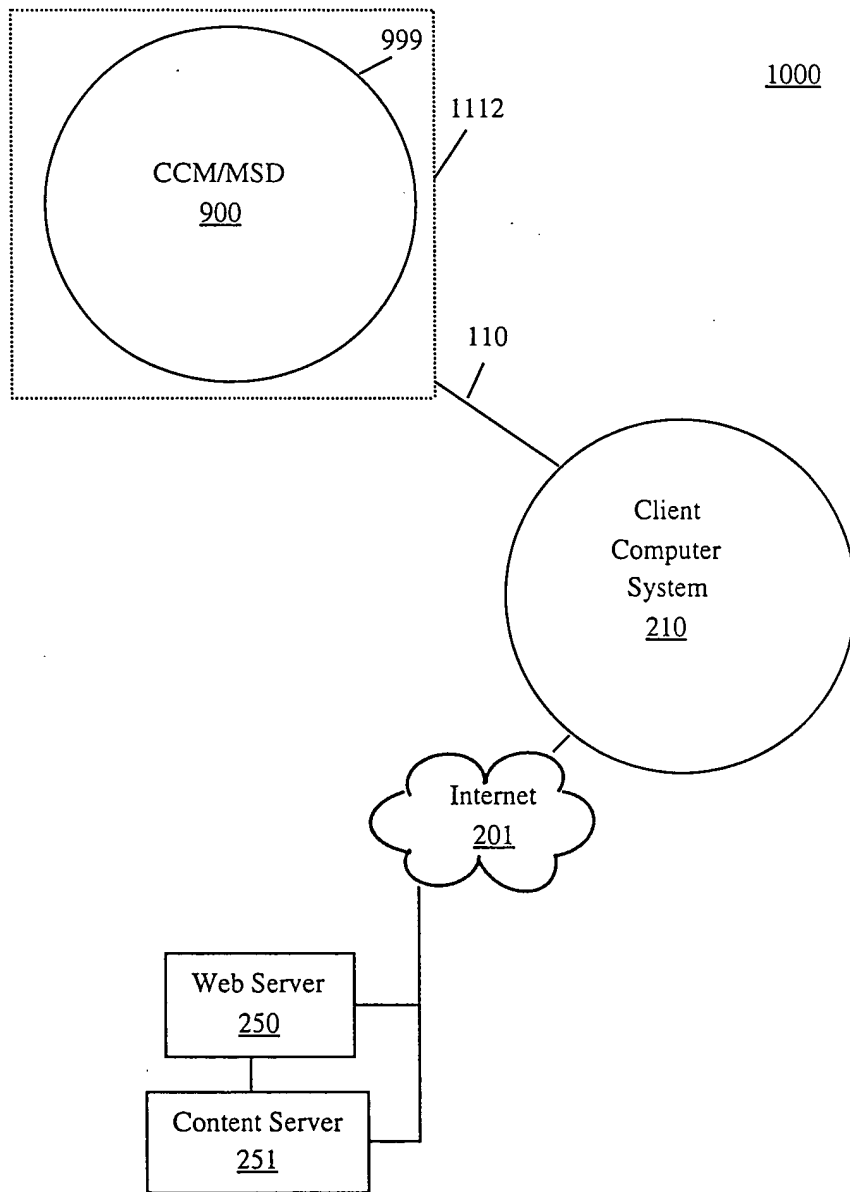 999
1000
1112
CCM/MSD
900
110
Client
Computer
System
210
Internet
201
Web Server
250
Content Server
251